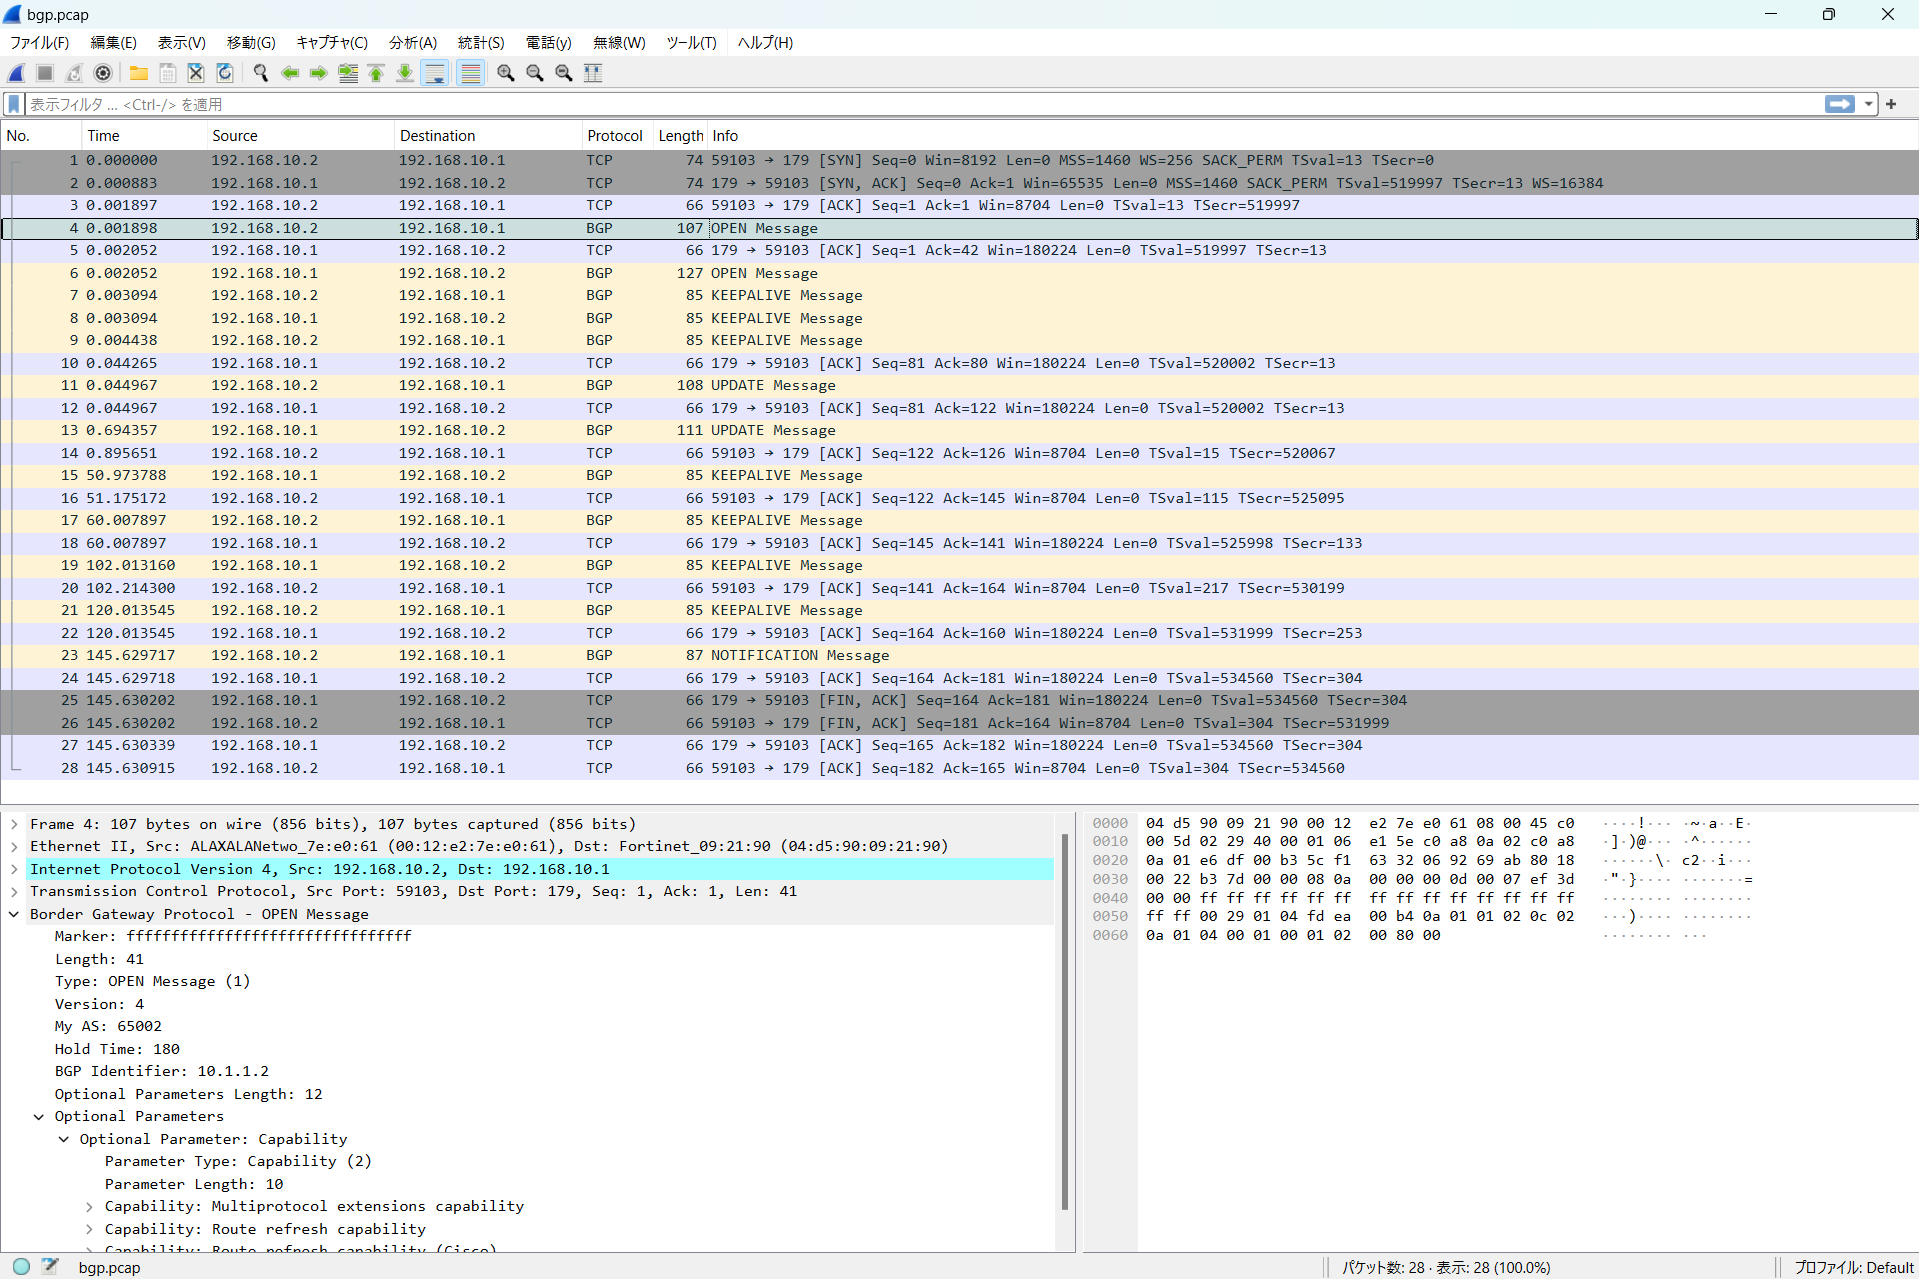 bgp.pcap
ファイル(F) 編集(E) 表示(V) 移動(G) キャプチャ(C) 分析(A) 統計(S) 電話(y) 無線(W) ツール(T) ヘルプ(H)
表示フィルタ ... <Ctrl-/> を適用
No. Time Source Destination Protocol Length Info
1 0.000000 192.168.10.2 192.168.10.1 TCP 74 59103 → 179 [SYN] Seq=0 Win=8192 Len=0 MSS=1460 WS=256 SACK_PERM TSval=13 TSecr=0
2 0.000883 192.168.10.1 192.168.10.2 TCP 74 179 → 59103 [SYN, ACK] Seq=0 Ack=1 Win=65535 Len=0 MSS=1460 SACK_PERM TSval=519997 TSecr=13 WS=16384
3 0.001897 192.168.10.2 192.168.10.1 TCP 66 59103 → 179 [ACK] Seq=1 Ack=1 Win=8704 Len=0 TSval=13 TSecr=519997
4 0.001898 192.168.10.2 192.168.10.1 BGP 107 OPEN Message
5 0.002052 192.168.10.1 192.168.10.2 TCP 66 179 → 59103 [ACK] Seq=1 Ack=42 Win=180224 Len=0 TSval=519997 TSecr=13
6 0.002052 192.168.10.1 192.168.10.2 BGP 127 OPEN Message
7 0.003094 192.168.10.2 192.168.10.1 BGP 85 KEEPALIVE Message
8 0.003094 192.168.10.1 192.168.10.2 BGP 85 KEEPALIVE Message
9 0.004438 192.168.10.2 192.168.10.1 BGP 85 KEEPALIVE Message
10 0.044265 192.168.10.1 192.168.10.2 TCP 66 179 → 59103 [ACK] Seq=81 Ack=80 Win=180224 Len=0 TSval=520002 TSecr=13
11 0.044967 192.168.10.2 192.168.10.1 BGP 108 UPDATE Message
12 0.044967 192.168.10.1 192.168.10.2 TCP 66 179 → 59103 [ACK] Seq=81 Ack=122 Win=180224 Len=0 TSval=520002 TSecr=13
13 0.694357 192.168.10.1 192.168.10.2 BGP 111 UPDATE Message
14 0.895651 192.168.10.2 192.168.10.1 TCP 66 59103 → 179 [ACK] Seq=122 Ack=126 Win=8704 Len=0 TSval=15 TSecr=520067
15 50.973788 192.168.10.1 192.168.10.2 BGP 85 KEEPALIVE Message
16 51.175172 192.168.10.2 192.168.10.1 TCP 66 59103 → 179 [ACK] Seq=122 Ack=145 Win=8704 Len=0 TSval=115 TSecr=525095
17 60.007897 192.168.10.2 192.168.10.1 BGP 85 KEEPALIVE Message
18 60.007897 192.168.10.1 192.168.10.2 TCP 66 179 → 59103 [ACK] Seq=145 Ack=141 Win=180224 Len=0 TSval=525998 TSecr=133
19 102.013160 192.168.10.1 192.168.10.2 BGP 85 KEEPALIVE Message
20 102.214300 192.168.10.2 192.168.10.1 TCP 66 59103 → 179 [ACK] Seq=141 Ack=164 Win=8704 Len=0 TSval=217 TSecr=530199
21 120.013545 192.168.10.2 192.168.10.1 BGP 85 KEEPALIVE Message
22 120.013545 192.168.10.1 192.168.10.2 TCP 66 179 → 59103 [ACK] Seq=164 Ack=160 Win=180224 Len=0 TSval=531999 TSecr=253
23 145.629717 192.168.10.2 192.168.10.1 BGP 87 NOTIFICATION Message
24 145.629718 192.168.10.1 192.168.10.2 TCP 66 179 → 59103 [ACK] Seq=164 Ack=181 Win=180224 Len=0 TSval=534560 TSecr=304
25 145.630202 192.168.10.1 192.168.10.2 TCP 66 179 → 59103 [FIN, ACK] Seq=164 Ack=181 Win=180224 Len=0 TSval=534560 TSecr=304
26 145.630202 192.168.10.2 192.168.10.1 TCP 66 59103 → 179 [FIN, ACK] Seq=181 Ack=164 Win=8704 Len=0 TSval=304 TSecr=531999
27 145.630339 192.168.10.1 192.168.10.2 TCP 66 179 → 59103 [ACK] Seq=165 Ack=182 Win=180224 Len=0 TSval=534560 TSecr=304
28 145.630915 192.168.10.2 192.168.10.1 TCP 66 59103 → 179 [ACK] Seq=182 Ack=165 Win=8704 Len=0 TSval=304 TSecr=534560
Frame 4: 107 bytes on wire (856 bits), 107 bytes captured (856 bits)
Ethernet II, Src: ALAXALANetwo_7e:e0:61 (00:12:e2:7e:e0:61), Dst: Fortinet_09:21:90 (04:d5:90:09:21:90)
Internet Protocol Version 4, Src: 192.168.10.2, Dst: 192.168.10.1
Transmission Control Protocol, Src Port: 59103, Dst Port: 179, Seq: 1, Ack: 1, Len: 41
Border Gateway Protocol - OPEN Message
Marker: ffffffffffffffffffffffffffffffff
Length: 41
Type: OPEN Message (1)
Version: 4
My AS: 65002
Hold Time: 180
BGP Identifier: 10.1.1.2
Optional Parameters Length: 12
Optional Parameters
Optional Parameter: Capability
Parameter Type: Capability (2)
Parameter Length: 10
Capability: Multiprotocol extensions capability
Capability: Route refresh capability
Capability: Route refresh capability (Cisco)
0000 04 d5 90 09 21 90 00 12 e2 7e e0 61 08 00 45 c0 ····!··· ·~·a··E·
0010 00 5d 02 29 40 00 01 06 e1 5e c0 a8 0a 02 c0 a8 ·]·)@··· ·^······
0020 0a 01 e6 df 00 b3 5c f1 63 32 06 92 69 ab 80 18 ······\· c2··i···
0030 00 22 b3 7d 00 00 08 0a 00 00 00 0d 00 07 ef 3d ·"·}···· ·······=
0040 00 00 ff ff ff ff ff ff ff ff ff ff ff ff ff ff ········ ········
0050 ff ff 00 29 01 04 fd ea 00 b4 0a 01 01 02 0c 02 ···)···· ········
0060 0a 01 04 00 01 00 01 02 00 80 00 ········ ···
bgp.pcap
パケット数: 28 · 表示: 28 (100.0%)
プロファイル: Default